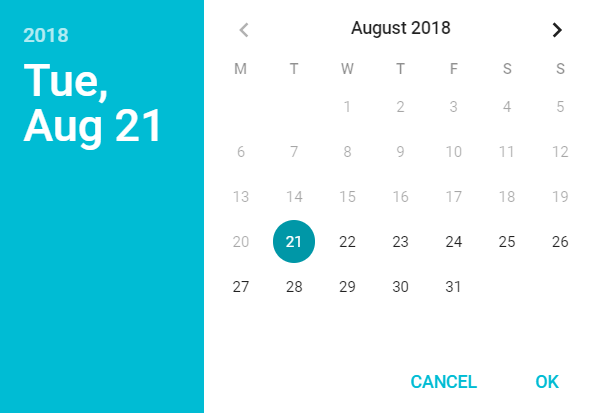 2018
Tue,
Aug 21
August 2018
M T W T F S S
1 2 3 4 5
6 7 8 9 10 11 12
13 14 15 16 17 18 19
20 21 22 23 24 25 26
27 28 29 30 31
CANCEL OK